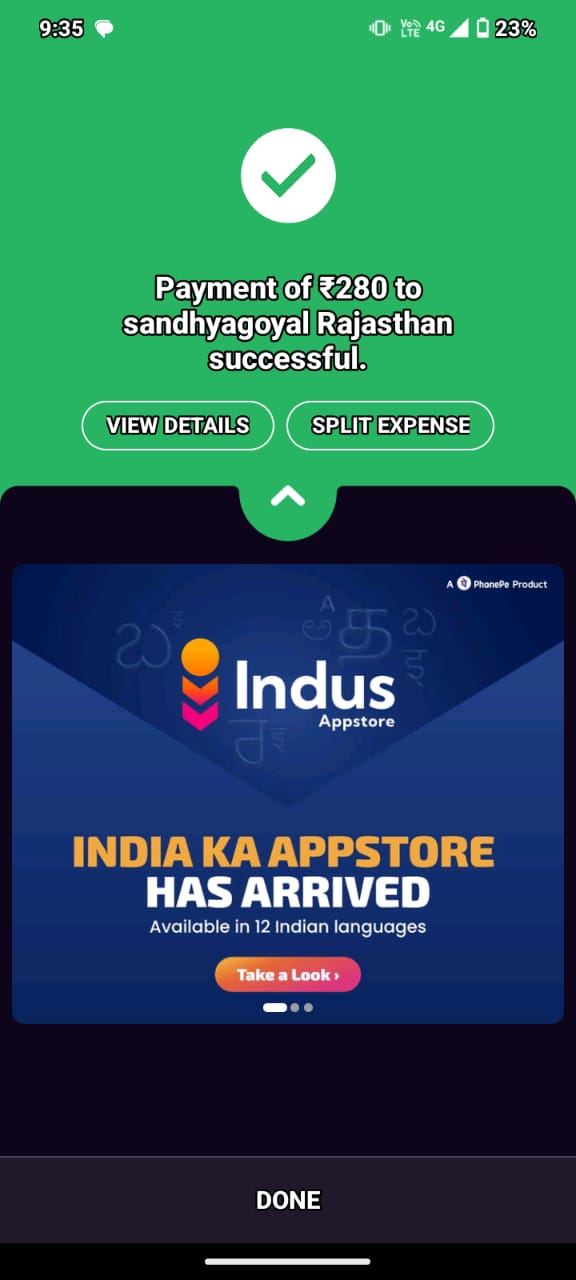 9:35 Vo LTE 4G 23%
Payment of ₹280 to
sandhyagoyal Rajasthan
successful.
VIEW DETAILS SPLIT EXPENSE
A पे PhonePe Product
A
இ
ಅ த ಬ
ಬ
इ
र
Indus
Appstore
INDIA KA APPSTORE
HAS ARRIVED
Available in 12 Indian languages
Take a Look ›
DONE